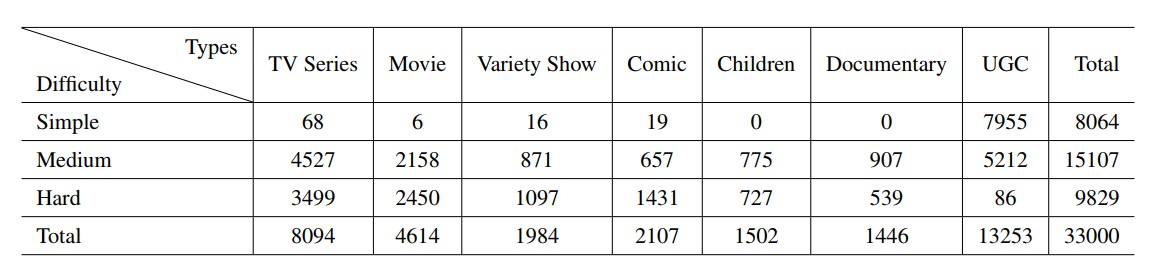 Types
Difficulty TV Series Movie Variety Show Comic Children Documentary UGC Total
Simple 68 6 16 19 0 0 7955 8064
Medium 4527 2158 871 657 775 907 5212 15107
Hard 3499 2450 1097 1431 727 539 86 9829
Total 8094 4614 1984 2107 1502 1446 13253 33000